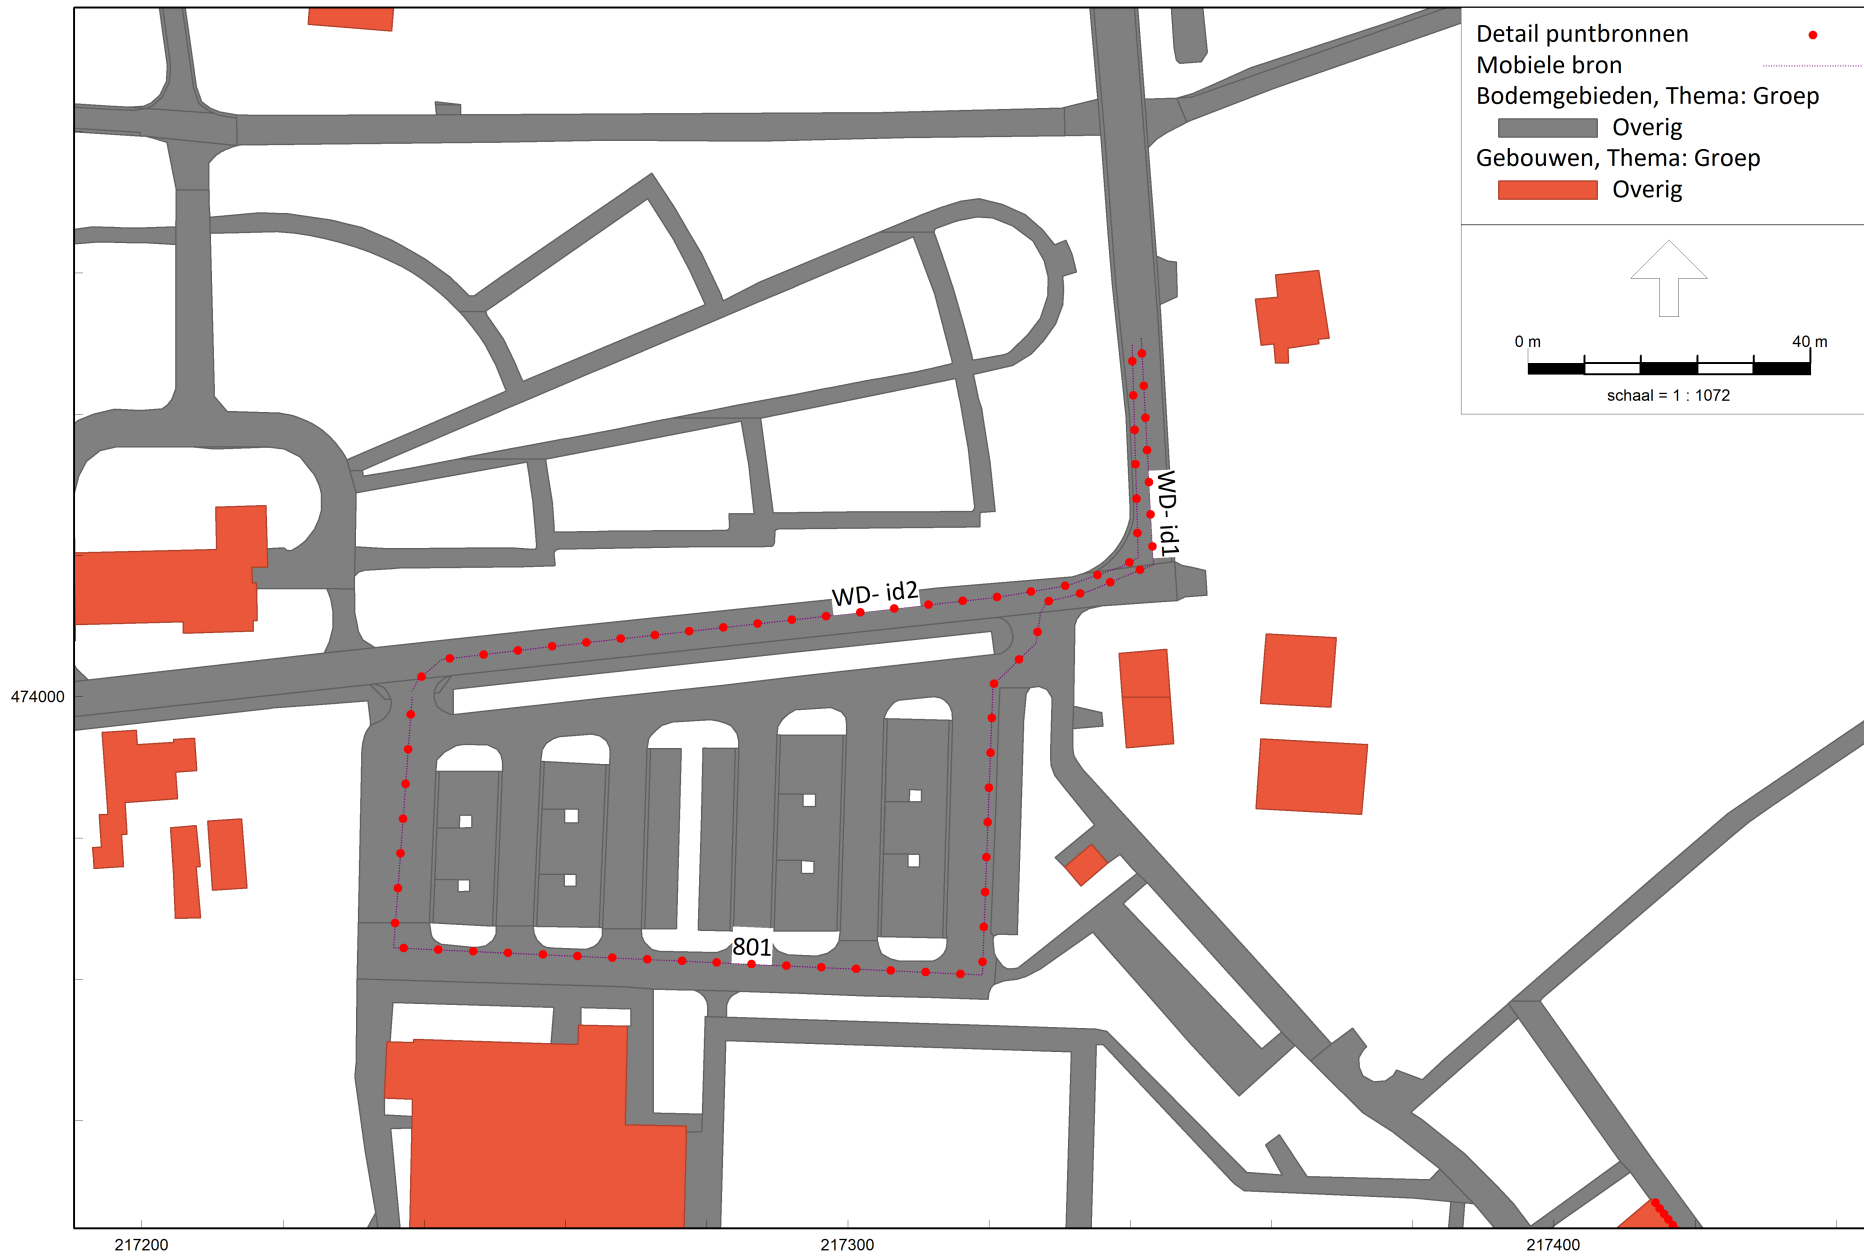 Detail puntbronnen
Mobiele bron
Bodemgebieden, Thema: Groep
Overig
Gebouwen, Thema: Groep
Overig
0 m
40 m
schaal = 1 : 1072
WD- id1
WD- id2
474000
801
217200
217300
217400